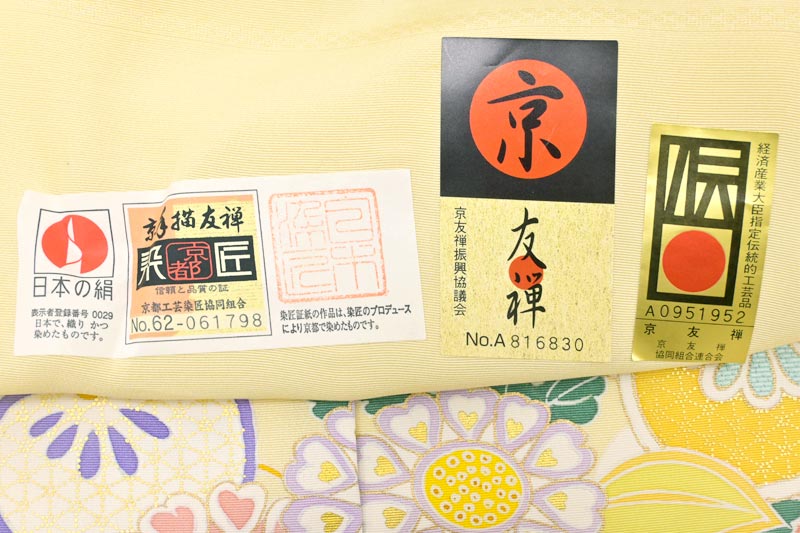 日本の絹
表示者登録番号 0029
日本で、織り かつ
染めたものです。
京手描友禅
染 京都 匠
信頼と品質の証
京都工芸染匠協同組合
No.62-061798
染匠証紙の作品は、染匠のプロデュース
により京都で染めたものです。
京
友禅
京友禅振興協議会
No.A 816830
伝
経済産業大臣指定伝統的工芸品
A0951952
京友禅
京友禅
協同組合連合会